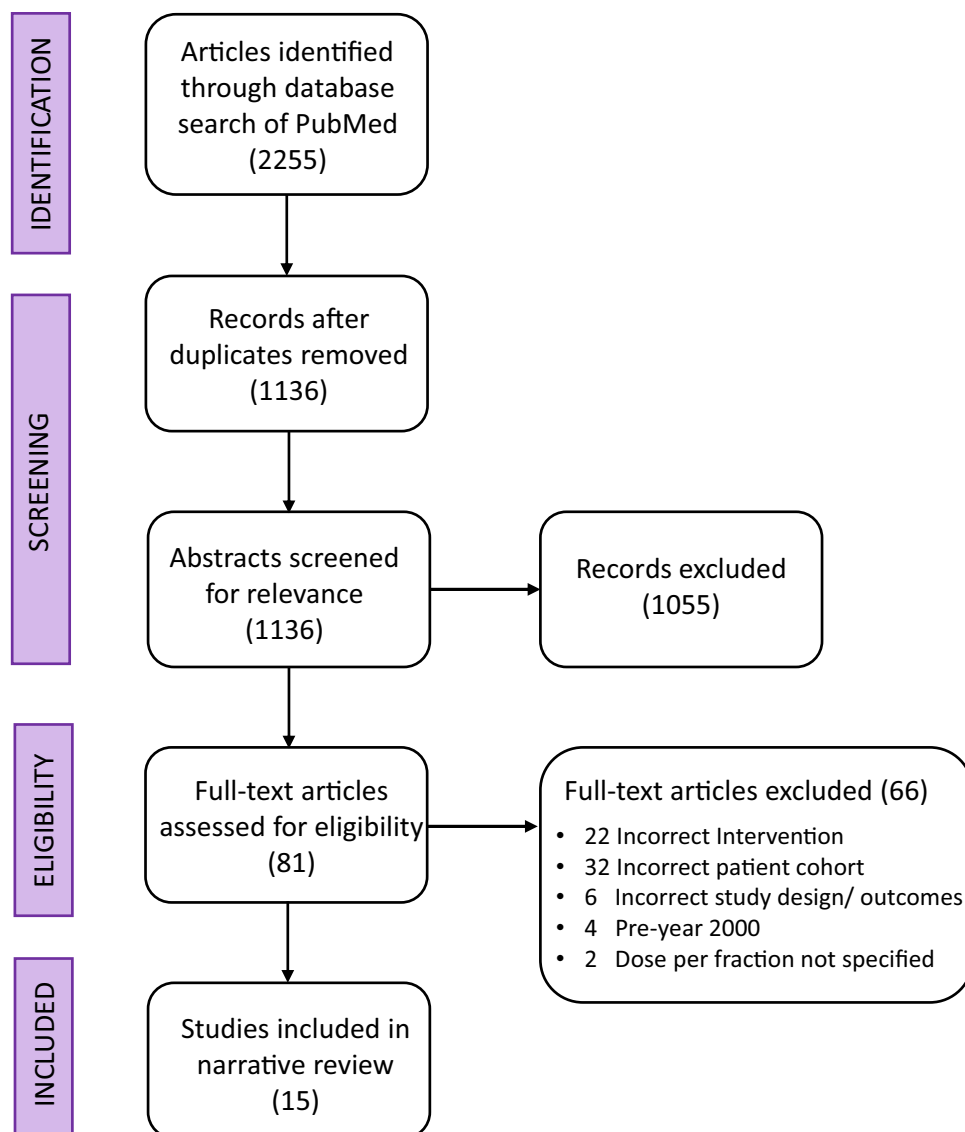 IDENTIFICATION
Articles identified
through database
search of PubMed
(2255)
SCREENING
Records after
duplicates removed
(1136)
Abstracts screened
for relevance
(1136)
Records excluded
(1055)
ELIGIBILITY
Full-text articles
assessed for eligibility
(81)
Full-text articles excluded (66)
• 22 Incorrect Intervention
• 32 Incorrect patient cohort
• 6 Incorrect study design/ outcomes
• 4 Pre-year 2000
• 2 Dose per fraction not specified
INCLUDED
Studies included in
narrative review
(15)